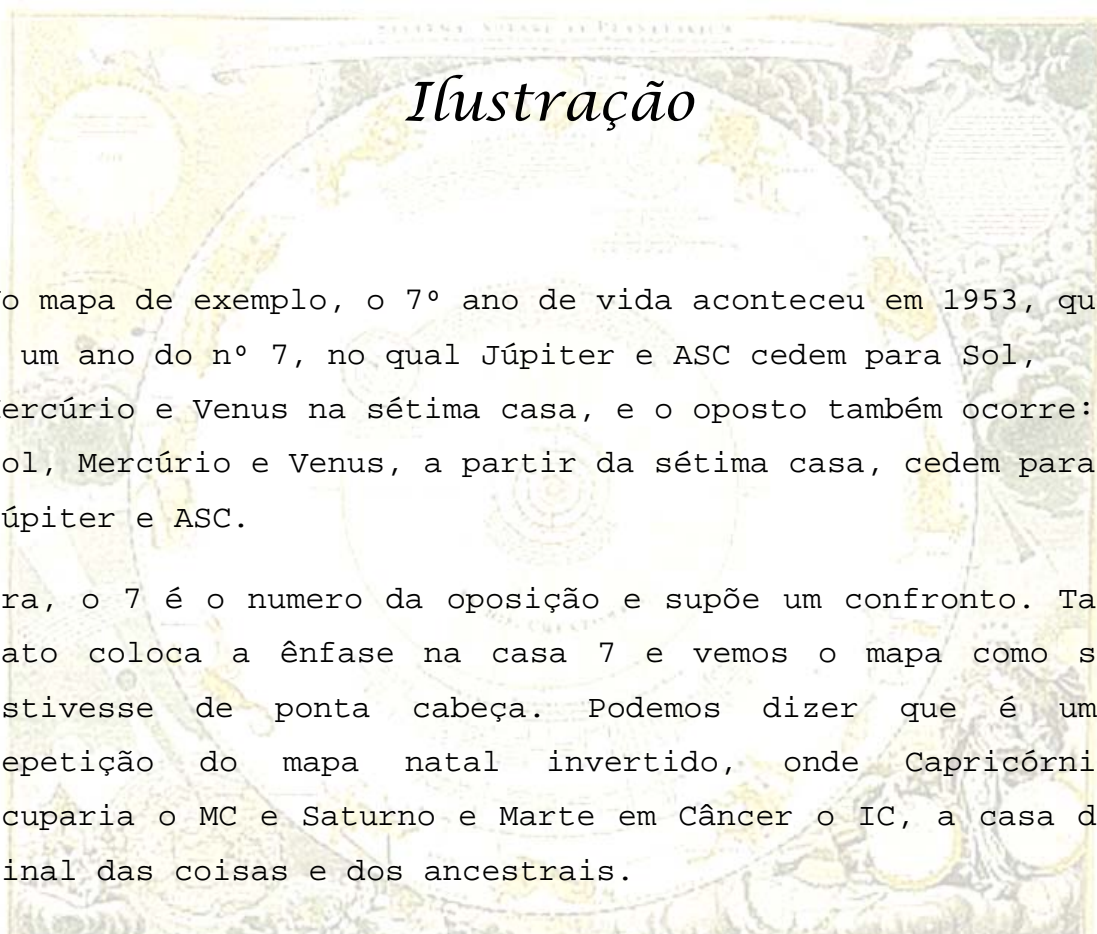 Ilustração
o mapa de exemplo, o 7º ano de vida aconteceu em 1953, qu
um ano do nº 7, no qual Júpiter e ASC cedem para Sol,
ercúrio e Venus na sétima casa, e o oposto também ocorre:
ol, Mercúrio e Venus, a partir da sétima casa, cedem para
úpiter e ASC.
ra, o 7 é o numero da oposição e supõe um confronto. Ta
ato coloca a ênfase na casa 7 e vemos o mapa como s
stivesse de ponta cabeça. Podemos dizer que é um
epetição do mapa natal invertido, onde Capricórni
cuparia o MC e Saturno e Marte em Câncer o IC, a casa d
inal das coisas e dos ancestrais.